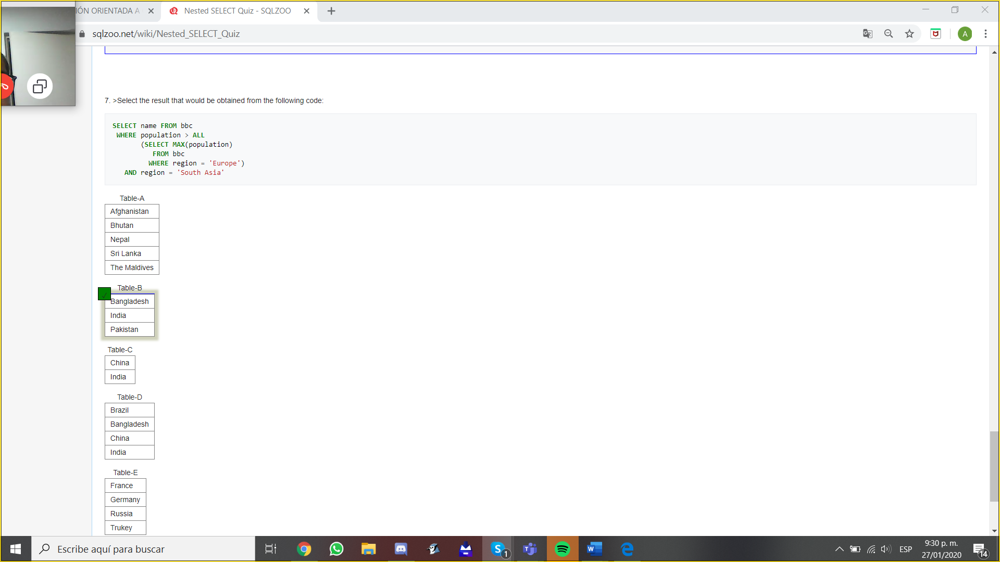 IÓN ORIENTADA A
Nested SELECT Quiz - SQLZOO
sqlzoo.net/wiki/Nested_SELECT_Quiz
A
7. >Select the result that would be obtained from the following code:
SELECT name FROM bbc
WHERE population > ALL
(SELECT MAX(population)
FROM bbc
WHERE region = 'Europe')
AND region = 'South Asia'
Table-A
Afghanistan
Bhutan
Nepal
Sri Lanka
The Maldives
Table-B
Bangladesh
India
Pakistan
Table-C
China
India
Table-D
Brazil
Bangladesh
China
India
Table-E
France
Germany
Russia
Trukey
Escribe aquí para buscar
1
ESP
9:30 p. m.
27/01/2020
14